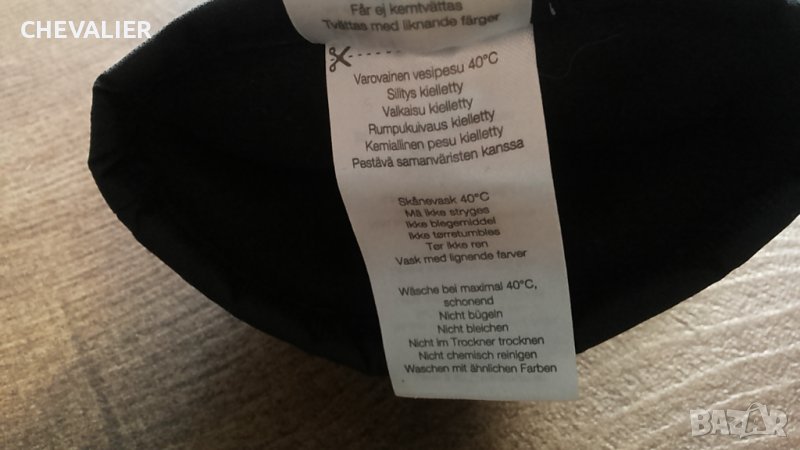 CHEVALIER
Får ej kemtvättas
Tvättas med liknande färger
Varovainen vesipesu 40°C
Silitys kielletty
Valkaisu kielletty
Rumpukuivaus kielletty
Kemiallinen pesu kielletty
Pestävä samanväristen kanssa
Skånevask 40°C
Må ikke stryges
Ikke blegemiddel
Ikke tørretumbles
Tør ikke ren
Vask med lignende farver
Wäsche bei maximal 40°C,
schonend
Nicht bügeln
Nicht bleichen
Nicht im Trockner trocknen
Nicht chemisch reinigen
Waschen mit ähnlichen Farben
BAZAR